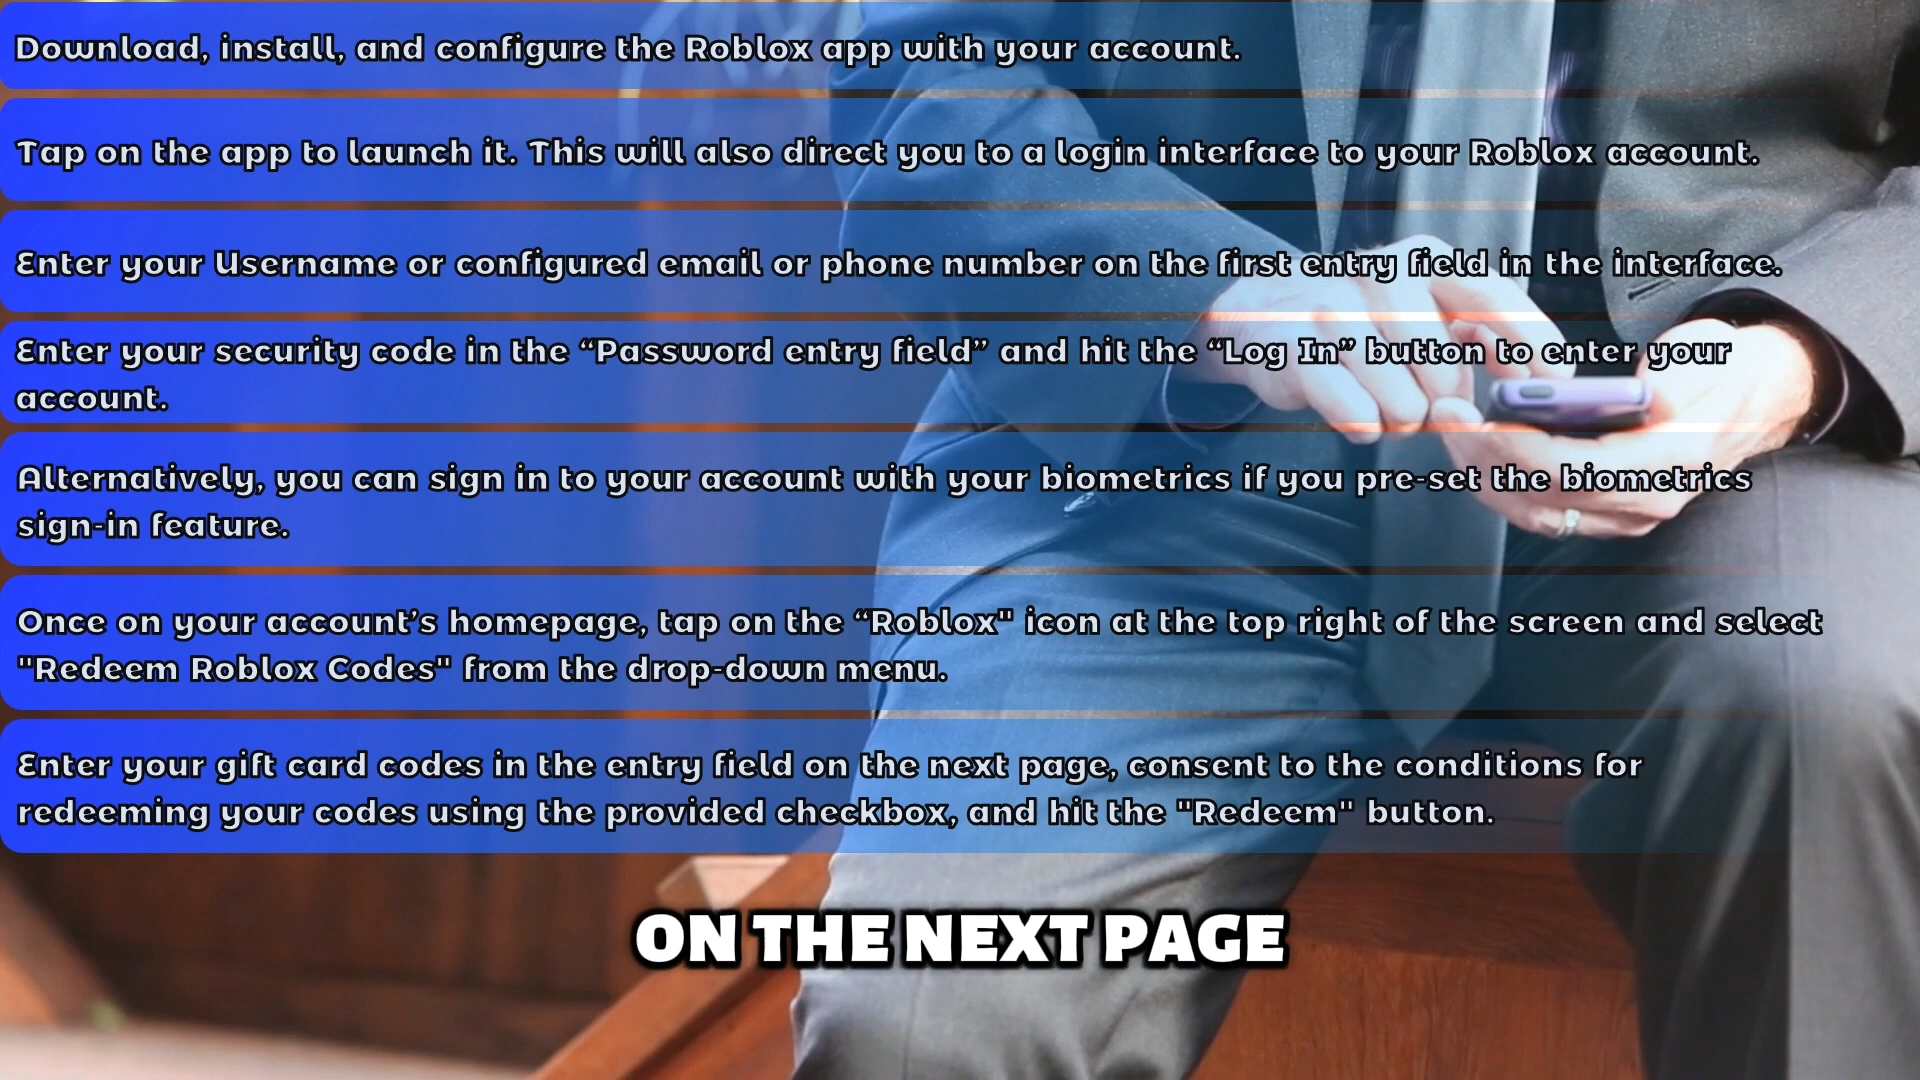 Download, install, and configure the Roblox app with your account.
Tap on the app to launch it. This will also direct you to a login interface to your Roblox account.
Enter your Username or configured email or phone number on the first entry field in the interface.
Enter your security code in the “Password entry field” and hit the “Log In” button to enter your
account.
Alternatively, you can sign in to your account with your biometrics if you pre-set the biometrics
sign-in feature.
Once on your account’s homepage, tap on the “Roblox" icon at the top right of the screen and select
"Redeem Roblox Codes" from the drop-down menu.
Enter your gift card codes in the entry field on the next page, consent to the conditions for
redeeming your codes using the provided checkbox, and hit the "Redeem" button.
ON THE NEXT PAGE